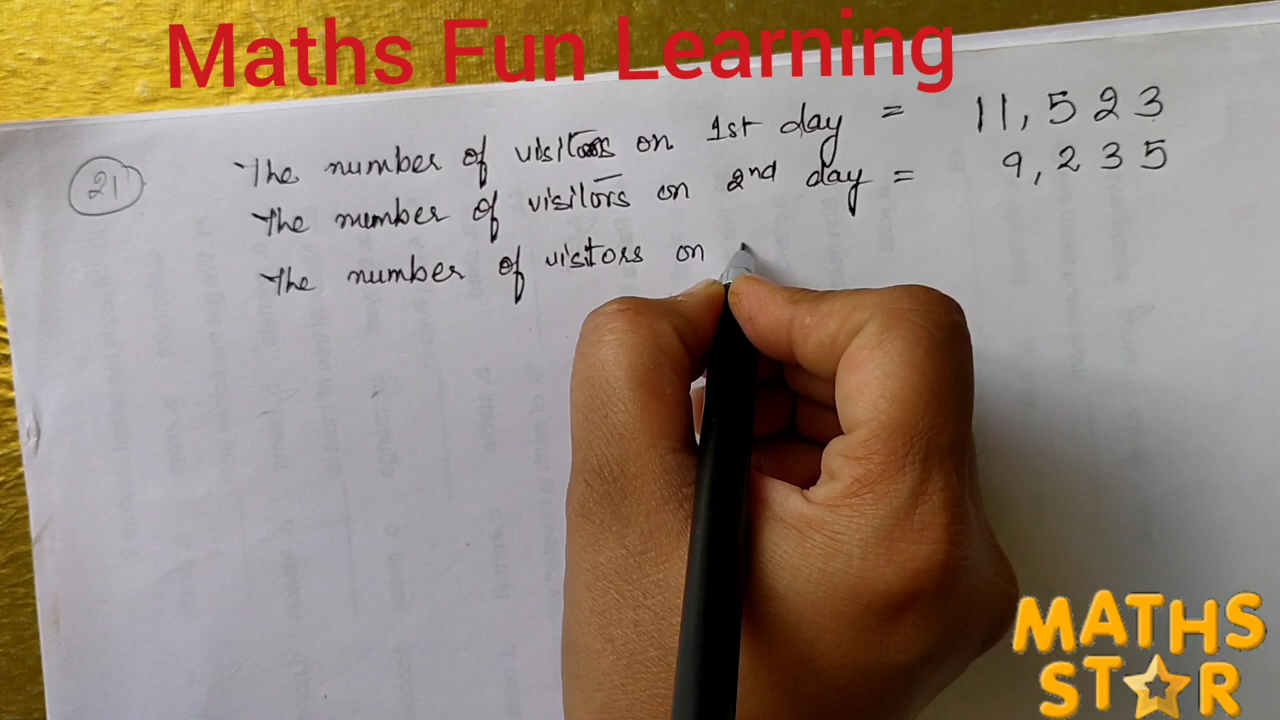 Maths Fun Learning
21)
The number of visitors on 1st day = 11,523
The number of visitors on 2nd day = 9,235
The number of visitors on
MATHS
STAR